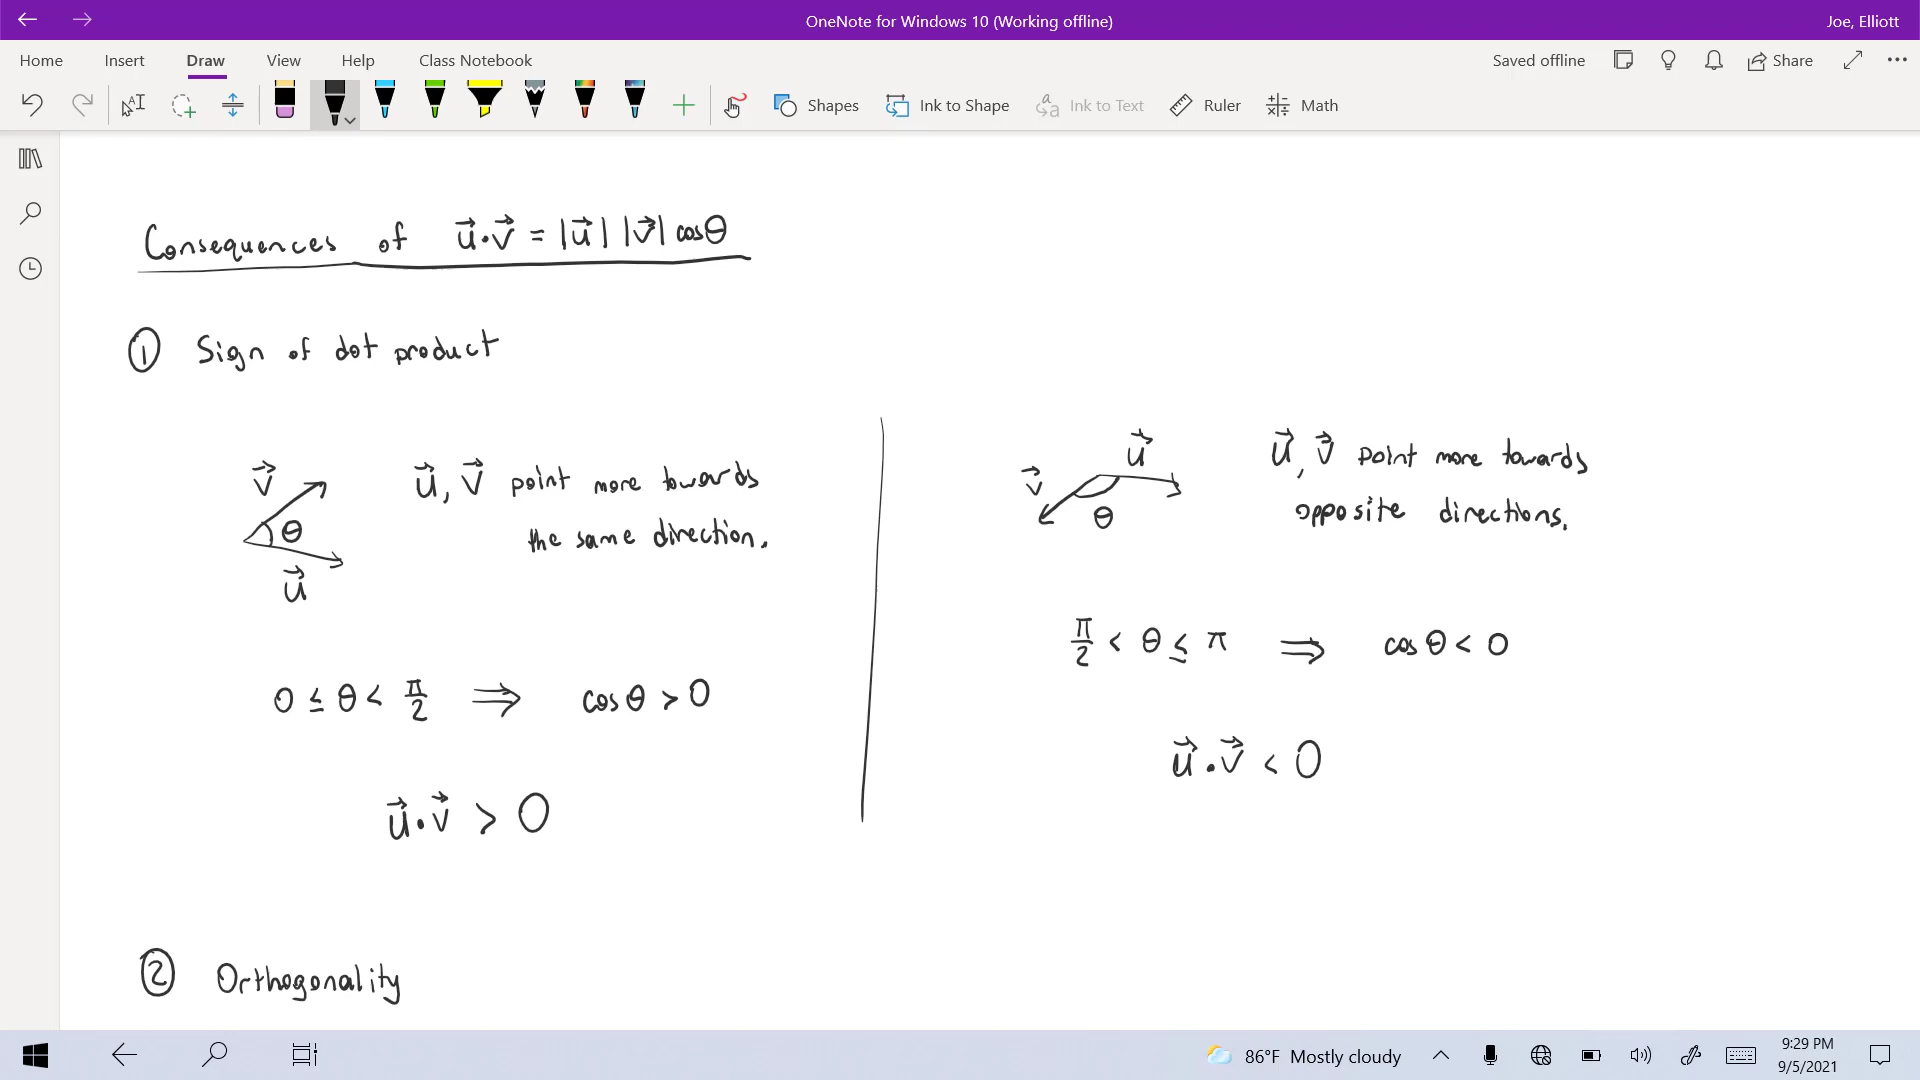 OneNote for Windows 10 (Working offline)
Joe, Elliott
Home Insert Draw View Help Class Notebook
Saved offline
Share
Shapes
Ink to Shape
Ink to Text
Ruler
Math
Consequences of u⃗·v⃗ = |u⃗| |v⃗| cosθ
① Sign of dot product
v⃗
θ
u⃗
u⃗, v⃗ point more towards
the same direction.
0 ≤ θ < π/2 ⇒ cosθ > 0
u⃗·v⃗ > 0
u⃗
v⃗
θ
u⃗, v⃗ point more towards
opposite directions.
π/2 < θ ≤ π ⇒ cosθ < 0
u⃗·v⃗ < 0
② Orthogonality
86°F Mostly cloudy
9:29 PM
9/5/2021